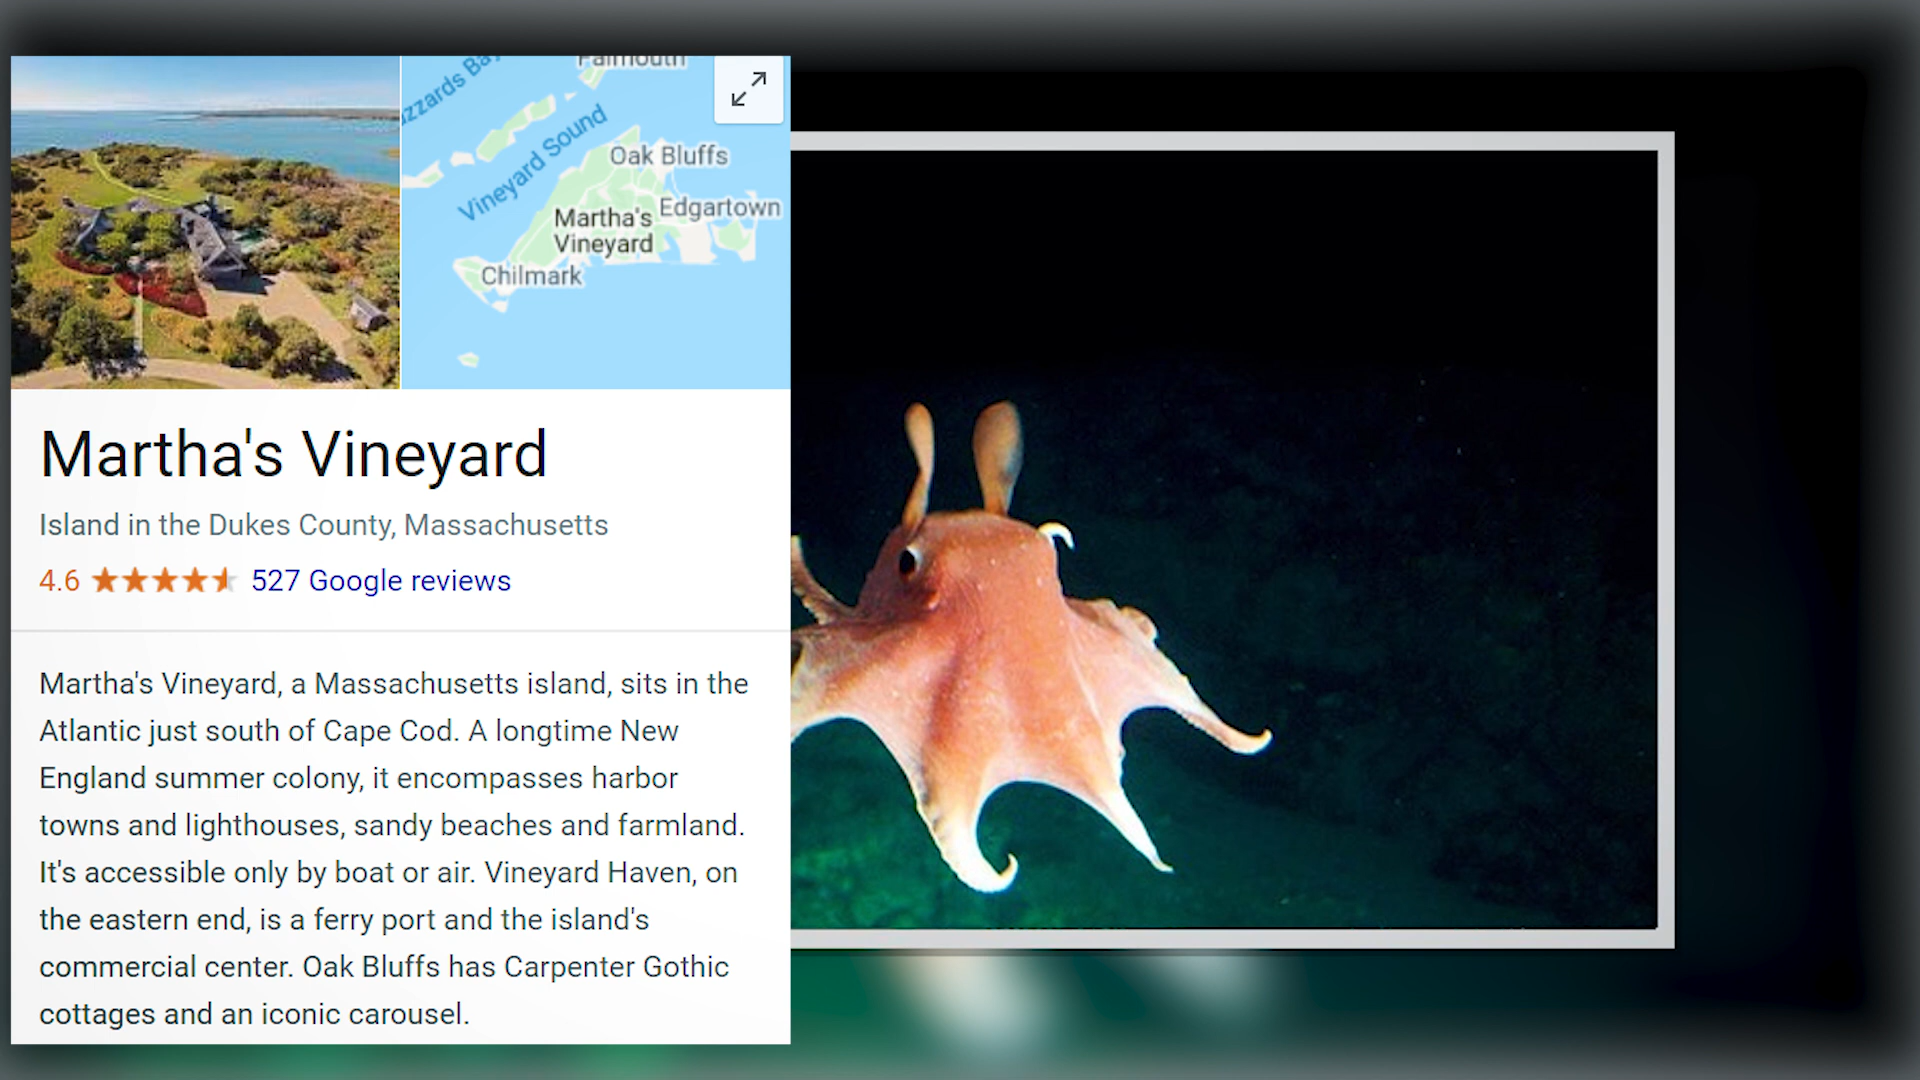 Falmouth
Vineyard Sound
Oak Bluffs
Martha's
Vineyard
Edgartown
Chilmark
Martha's Vineyard
Island in the Dukes County, Massachusetts
4.6 527 Google reviews
Martha's Vineyard, a Massachusetts island, sits in the
Atlantic just south of Cape Cod. A longtime New
England summer colony, it encompasses harbor
towns and lighthouses, sandy beaches and farmland.
It's accessible only by boat or air. Vineyard Haven, on
the eastern end, is a ferry port and the island's
commercial center. Oak Bluffs has Carpenter Gothic
cottages and an iconic carousel.